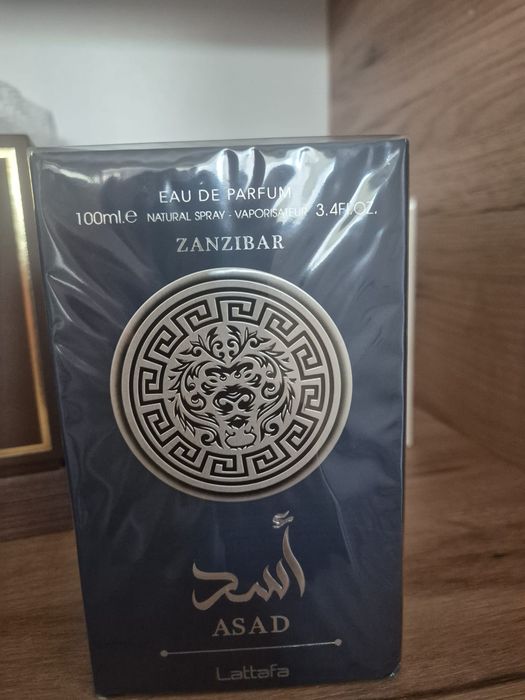 EAU DE PARFUM
100ml.e NATURAL SPRAY - VAPORISATEUR 3.4FL.OZ.
ZANZIBAR
أسد
ASAD
Lattafa